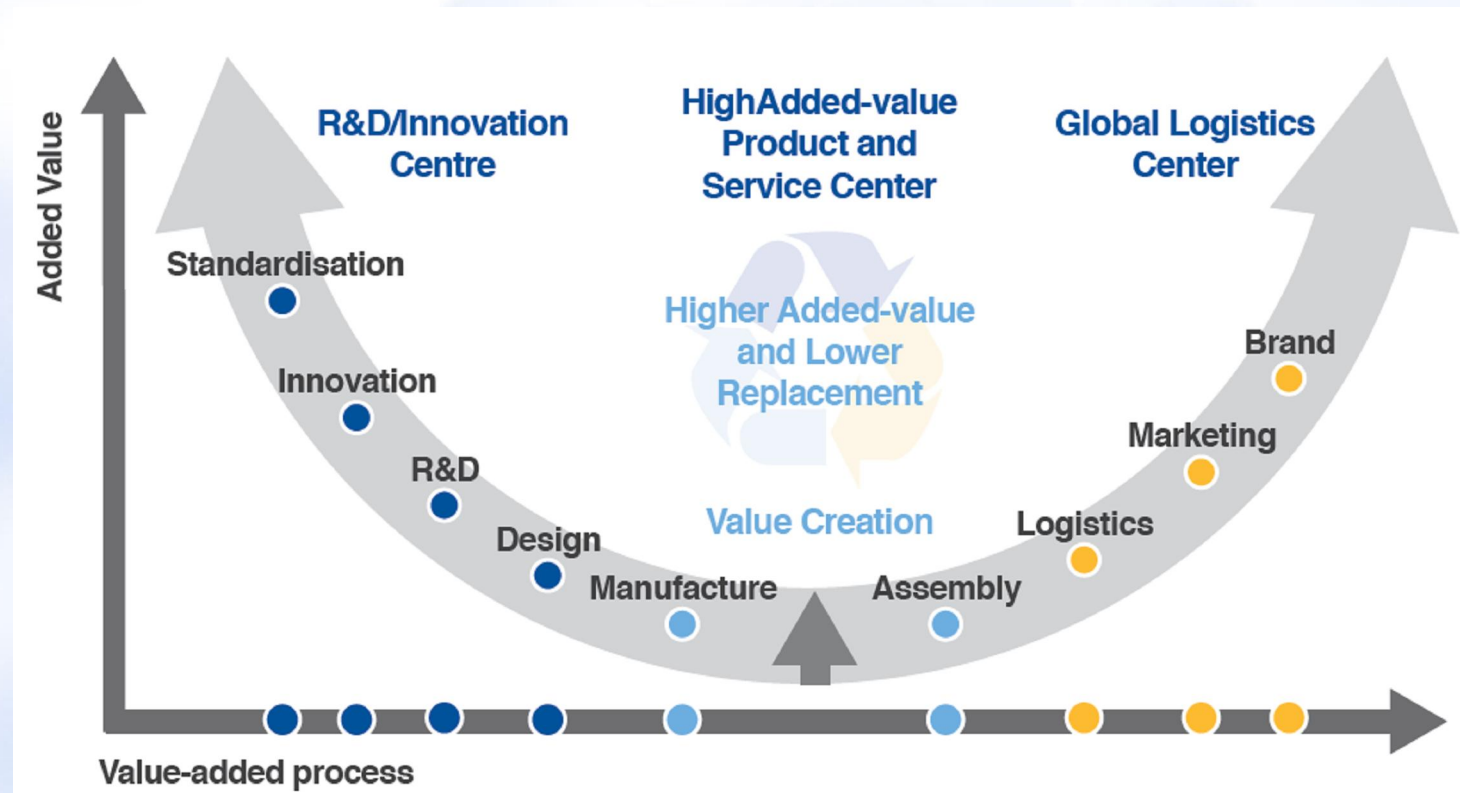 Added Value
R&D/Innovation
Centre
HighAdded-value
Product and
Service Center
Global Logistics
Center
Standardisation
Innovation
R&D
Design
Manufacture
Higher Added-value
and Lower
Replacement
Value Creation
Assembly
Logistics
Marketing
Brand
Value-added process